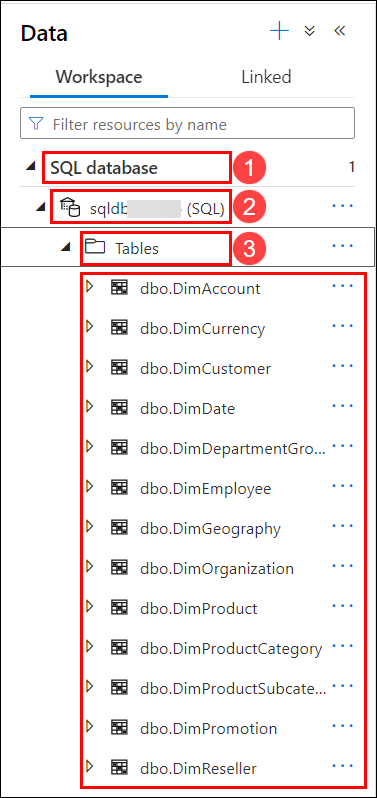 Data
Workspace Linked
Filter resources by name
SQL database 1 1
sqldb (SQL) 2 ...
Tables 3 ...
dbo.DimAccount ...
dbo.DimCurrency ...
dbo.DimCustomer ...
dbo.DimDate ...
dbo.DimDepartmentGro... ...
dbo.DimEmployee ...
dbo.DimGeography ...
dbo.DimOrganization ...
dbo.DimProduct ...
dbo.DimProductCategory ...
dbo.DimProductSubcate... ...
dbo.DimPromotion ...
dbo.DimReseller ...